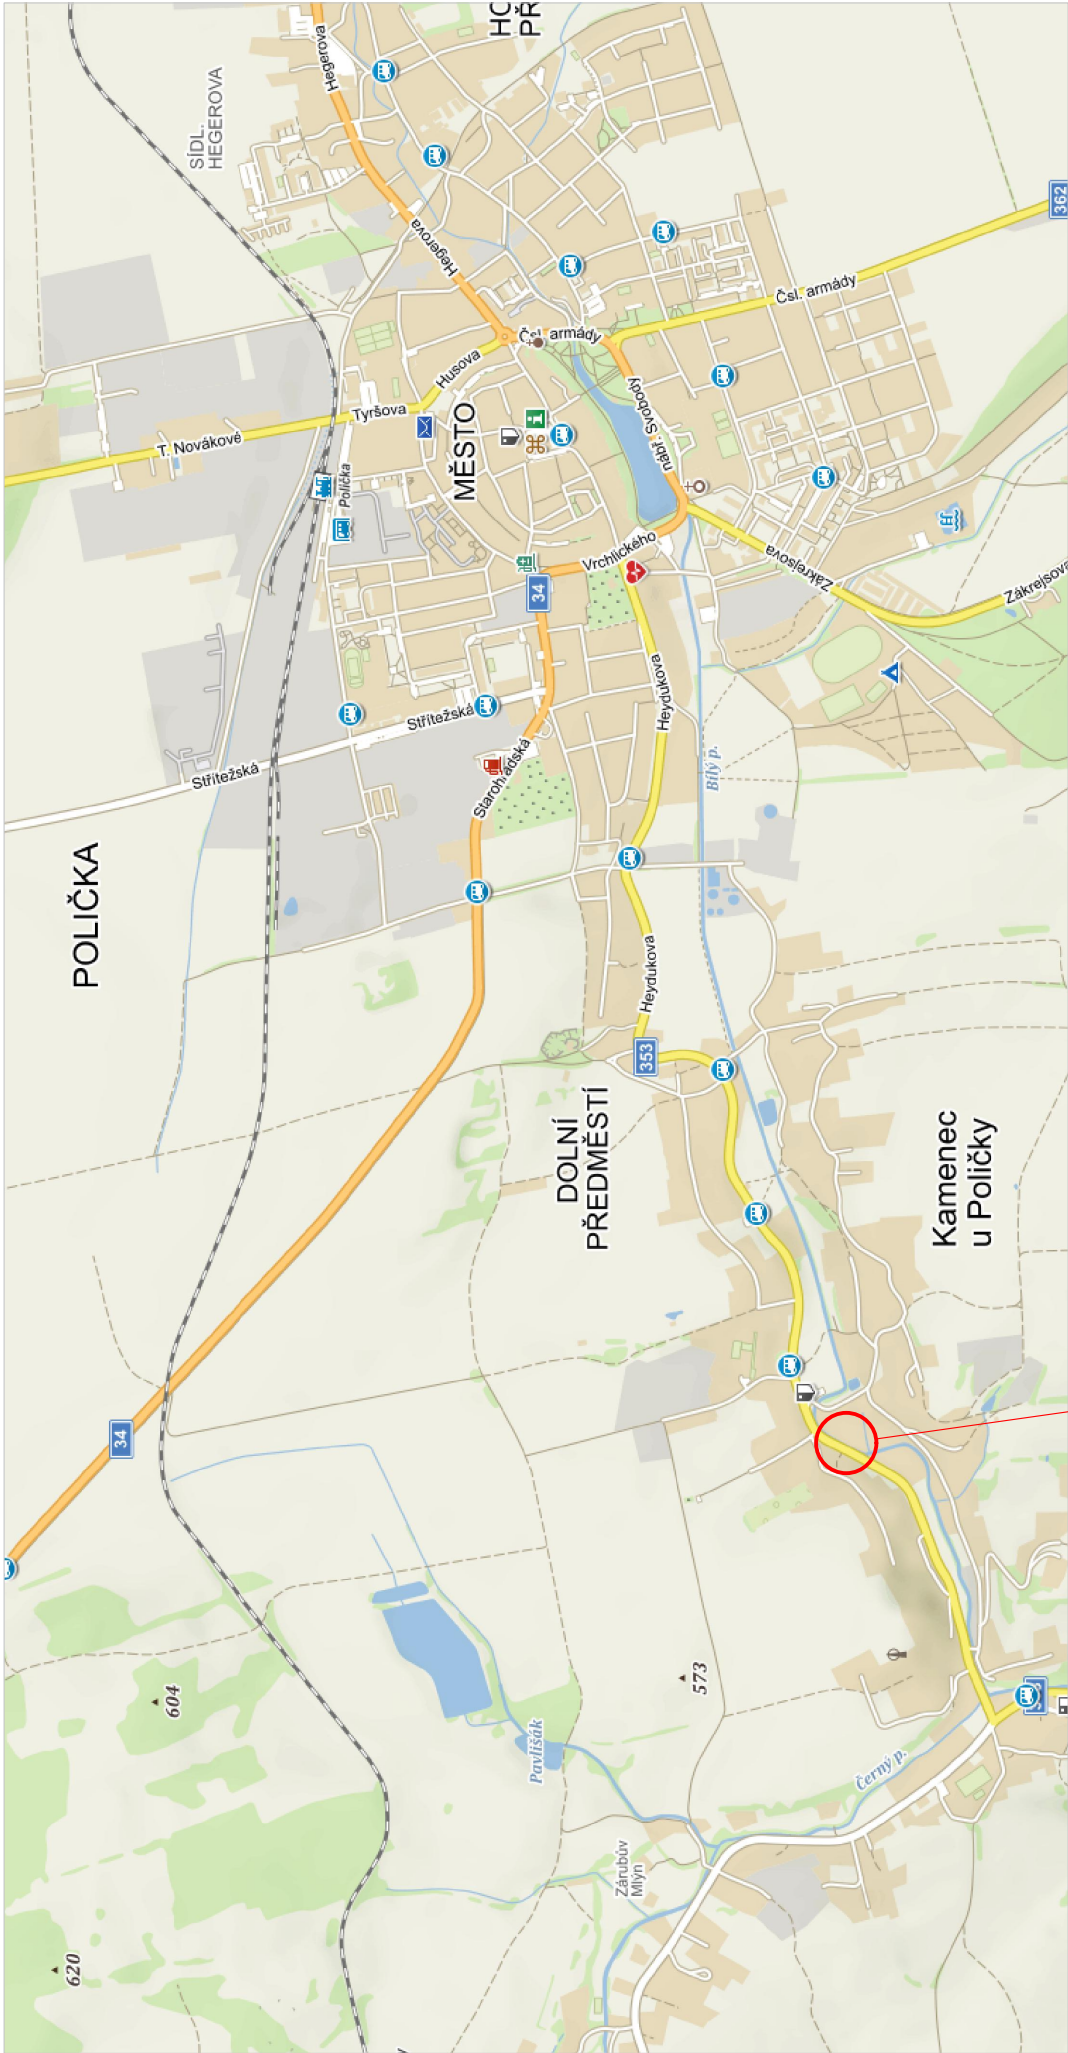 HO
PŘ
Hegerova
SÍDL.
HEGEROVA
362
Hegerova
Čsl. armády
Čsl. armády
Husova
Tyršova
T. Novákové
MĚSTO
nábř. Svobody
Polička
Vrchlického
Zákrejsova
Zákrejsova
34
Heydukova
Střítežská
Střítežská
Starohradská
Bílý p.
POLIČKA
Heydukova
353
DOLNÍ
PŘEDMĚSTÍ
Kamenec
u Poličky
34
604
573
Pavlišák
Černý p.
Zárubův
Mlýn
620